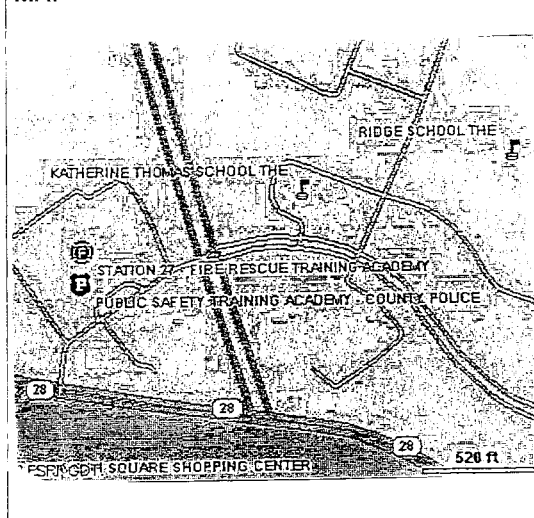 RIDGE SCHOOL THE
KATHERINE THOMAS SCHOOL THE
F
STATION 27 - FIRE RESCUE TRAINING ACADEMY
P
PUBLIC SAFETY TRAINING ACADEMY - COUNTY POLICE
28
28
28
SQUARE SHOPPING CENTER
520 ft